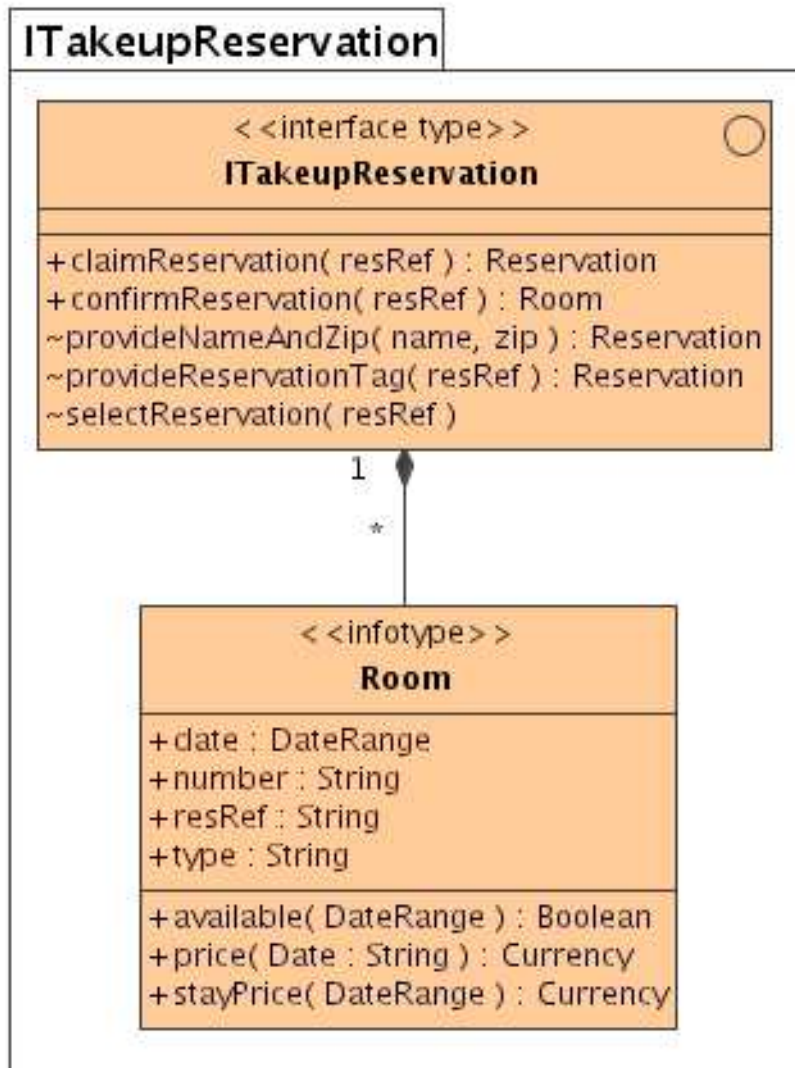 ITakeupReservation
<<interface type>>
ITakeupReservation
+claimReservation( resRef ) : Reservation
+confirmReservation( resRef ) : Room
~provideNameAndZip( name, zip ) : Reservation
~provideReservationTag( resRef ) : Reservation
~selectReservation( resRef )
1
*
<<infotype>>
Room
+date : DateRange
+number : String
+resRef : String
+type : String
+available( DateRange ) : Boolean
+price( Date : String ) : Currency
+stayPrice( DateRange ) : Currency